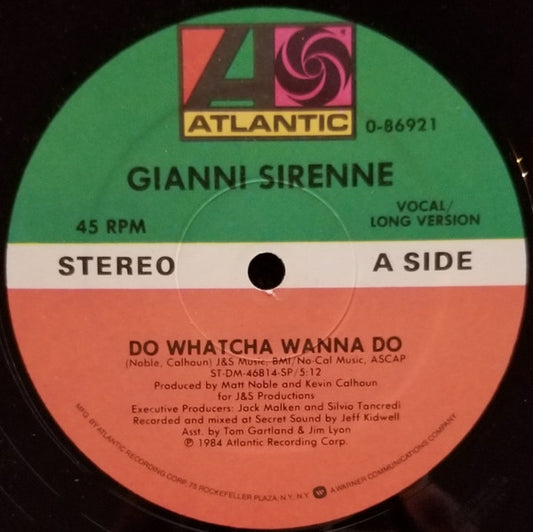 ATLANTIC
0-86921
GIANNI SIRENNE
45 RPM
VOCAL/
LONG VERSION
STEREO
A SIDE
DO WHATCHA WANNA DO
(Noble, Calhoun) J&S Music, BMI/No-Cal Music, ASCAP
ST-DM-46814-SP/5:12
Produced by Matt Noble and Kevin Calhoun
for J&S Productions
Executive Producers: Jack Malken and Silvio Tancredi
Recorded and mixed at Secret Sound by Jeff Kidwell
Asst. by Tom Gartland & Jim Lyon
℗ 1984 Atlantic Recording Corp.
MFG. BY ATLANTIC RECORDING CORP., 75 ROCKEFELLER PLAZA, N.Y., N.Y. A WARNER COMMUNICATIONS COMPANY